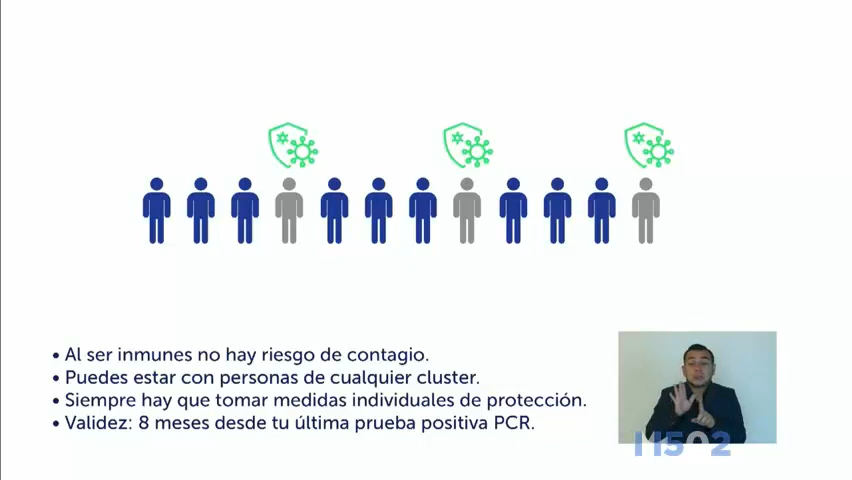 • Al ser inmunes no hay riesgo de contagio.
• Puedes estar con personas de cualquier cluster.
• Siempre hay que tomar medidas individuales de protección.
• Validez: 8 meses desde tu última prueba positiva PCR.